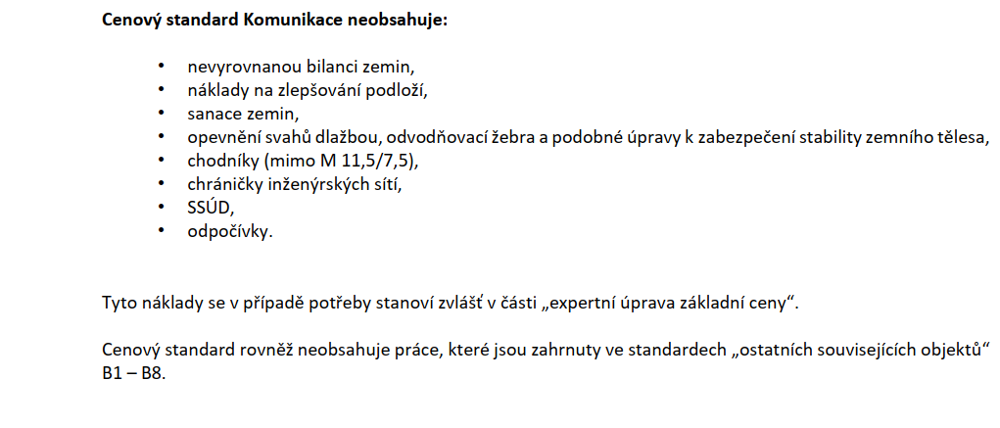 Cenový standard Komunikace neobsahuje:
• nevyrovnanou bilanci zemin,
• náklady na zlepšování podloží,
• sanace zemin,
• opevnění svahů dlažbou, odvodňovací žebra a podobné úpravy k zabezpečení stability zemního tělesa,
• chodníky (mimo M 11,5/7,5),
• chráničky inženýrských sítí,
• SSÚD,
• odpočívky.
Tyto náklady se v případě potřeby stanoví zvlášť v části „expertní úprava základní ceny“.
Cenový standard rovněž neobsahuje práce, které jsou zahrnuty ve standardech „ostatních souvisejících objektů“
B1 – B8.